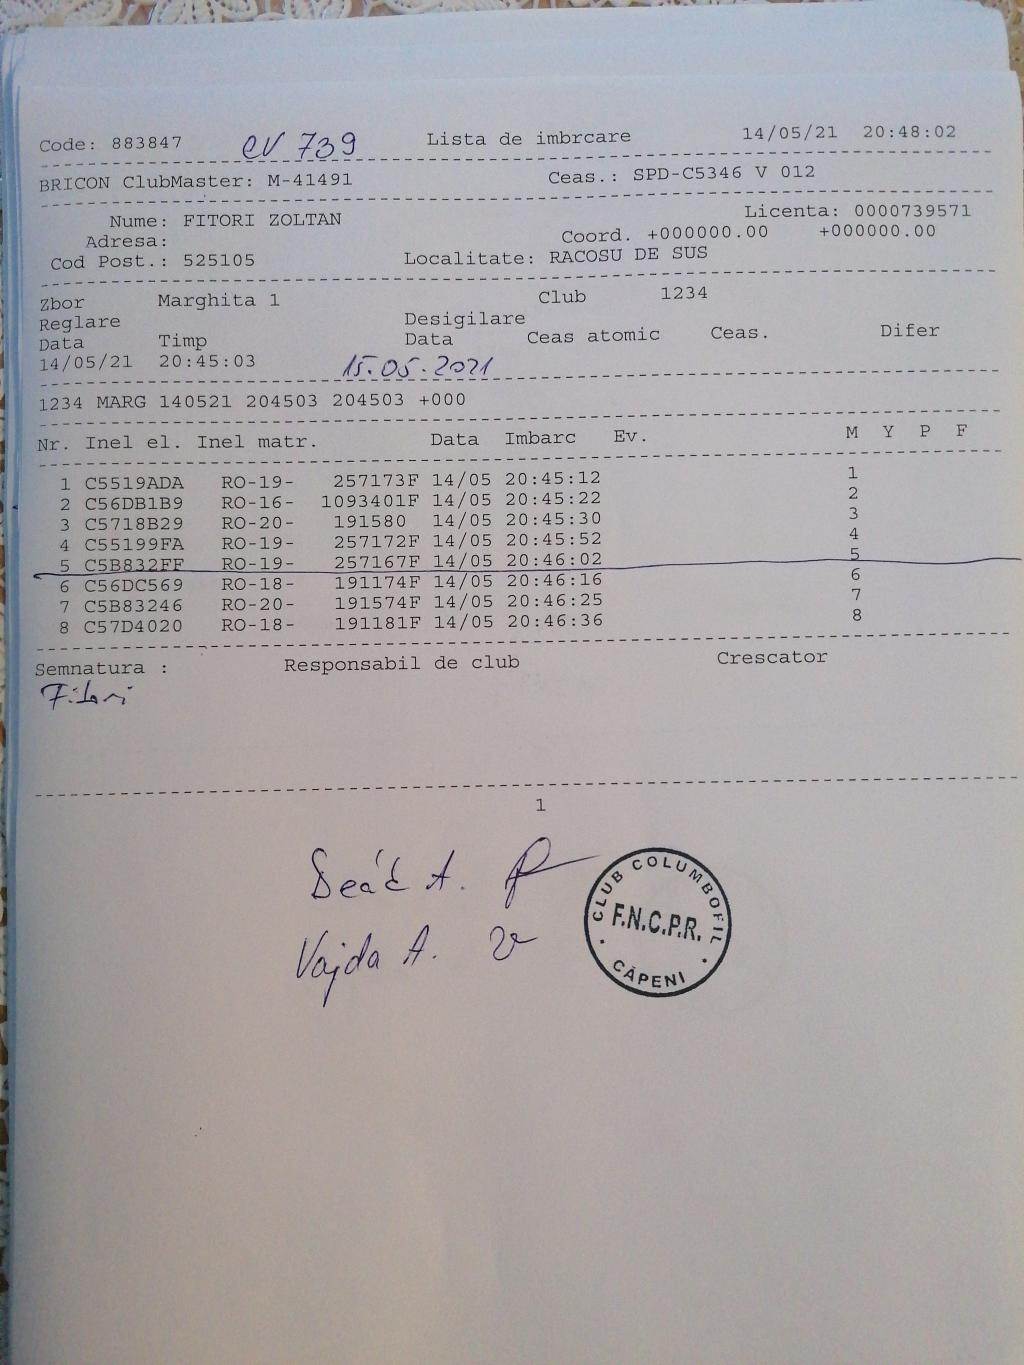 Code: 883847 CV 739 Lista de imbrcare 14/05/21 20:48:02
BRICON ClubMaster: M-41491 Ceas.: SPD-C5346 V 012
Nume: FITORI ZOLTAN Licenta: 0000739571
Adresa: Coord. +000000.00 +000000.00
Cod Post.: 525105 Localitate: RACOSU DE SUS
Zbor Marghita 1 Club 1234
Reglare Desigilare
Data Timp Data Ceas atomic Ceas. Difer
14/05/21 20:45:03 15.05.2021
1234 MARG 140521 204503 204503 +000
Nr. Inel el. Inel matr. Data Imbarc Ev. M Y P F
1 C5519ADA RO-19- 257173F 14/05 20:45:12 1
2 C56DB1B9 RO-16- 1093401F 14/05 20:45:22 2
3 C5718B29 RO-20- 191580 14/05 20:45:30 3
4 C55199FA RO-19- 257172F 14/05 20:45:52 4
5 C5B832FF RO-19- 257167F 14/05 20:46:02 5
6 C56DC569 RO-18- 191174F 14/05 20:46:16 6
7 C5B83246 RO-20- 191574F 14/05 20:46:25 7
8 C57D4020 RO-18- 191181F 14/05 20:46:36 8
Semnatura : Responsabil de club Crescator
Fitori
1
Deák A.
Vajda A.
CLUB COLUMBOFIL
F.N.C.P.R.
CĂPENI